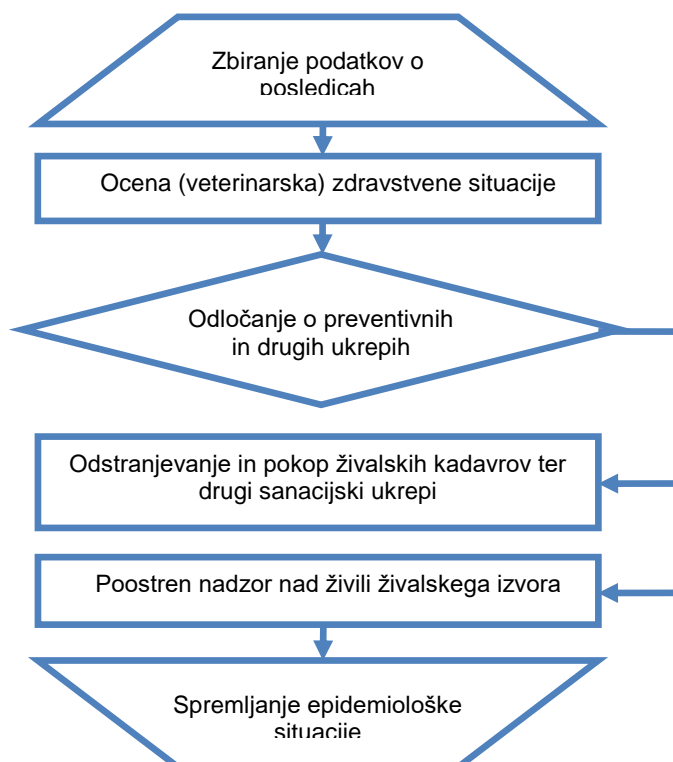 Zbiranje podatkov o
posledicah
Ocena (veterinarska) zdravstvene situacije
Odločanje o preventivnih
in drugih ukrepih
Odstranjevanje in pokop živalskih kadavrov ter
drugi sanacijski ukrepi
Poostren nadzor nad živili živalskega izvora
Spremljanje epidemiološke
situacije